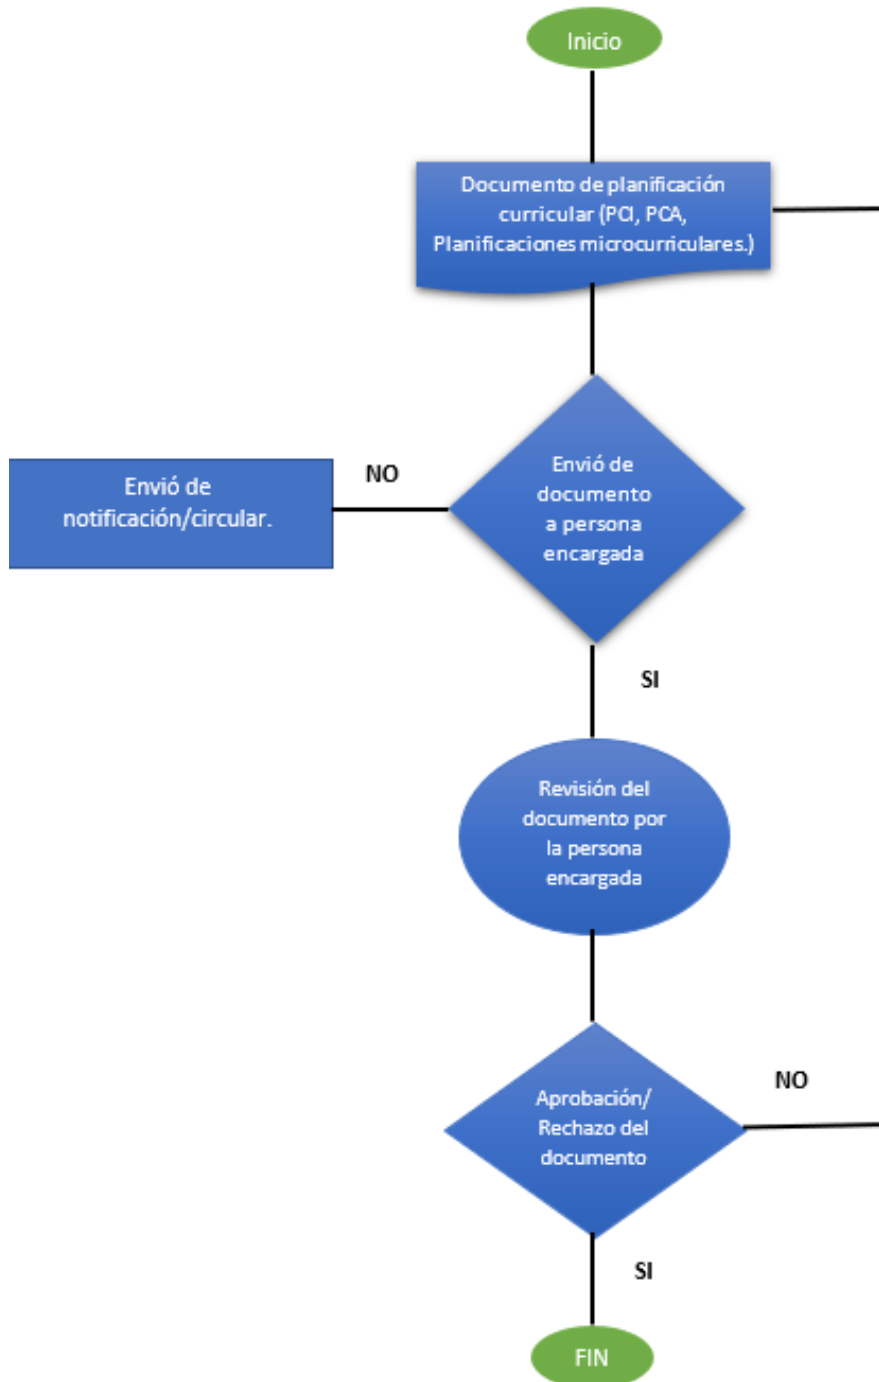 Inicio
Documento de planificación
curricular (PCI, PCA,
Planificaciones microcurriculares.)
Envió de
documento
a persona
encargada
NO
Envió de
notificación/circular.
SI
Revisión del
documento por
la persona
encargada
Aprobación/
Rechazo del
documento
NO
SI
FIN